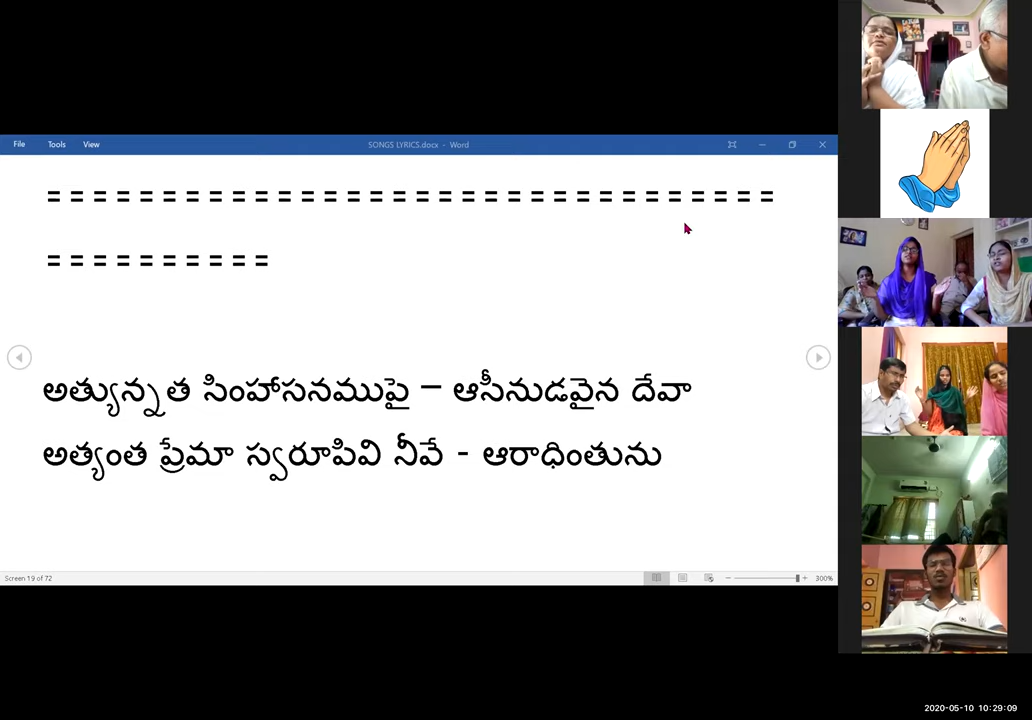 File Tools View SONGS LYRICS.docx - Word
= = = = = = = = = = = = = = = = = = = = = = = = = = = = = = = =
= = = = = = = = = =
అత్యున్నత సింహాసనముపై – ఆసీనుడవైన దేవా
అత్యంత ప్రేమా స్వరూపివి నీవే - ఆరాధింతును
Screen 19 of 72 300%
2020-05-10 10:29:09